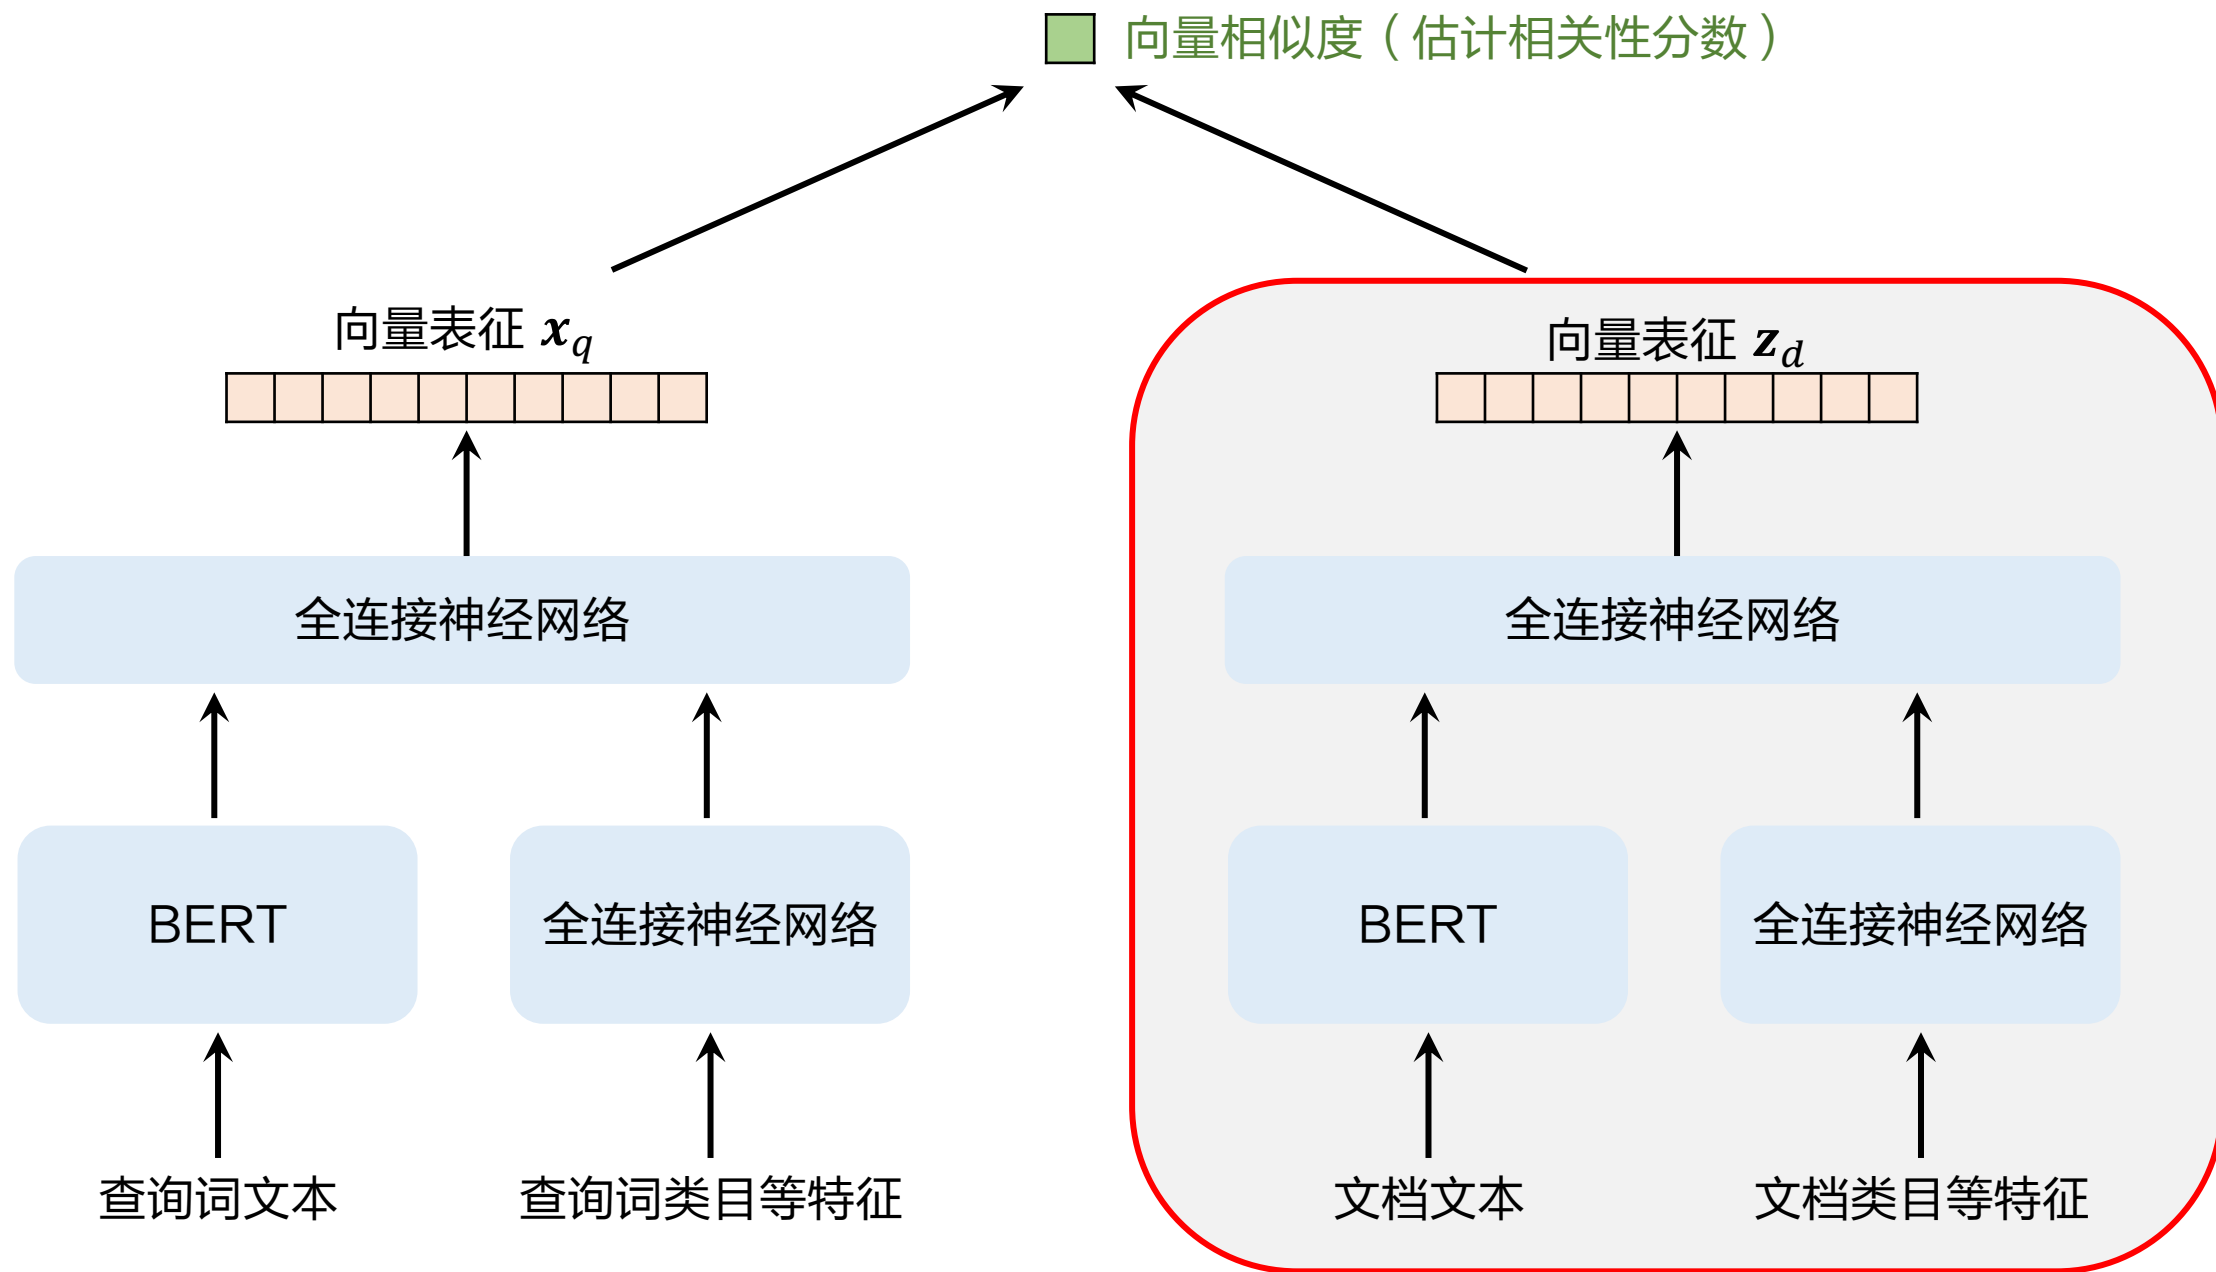 向量相似度（估计相关性分数）
向量表征 x_q
向量表征 z_d
全连接神经网络
全连接神经网络
BERT
全连接神经网络
BERT
全连接神经网络
查询词文本
查询词类目等特征
文档文本
文档类目等特征